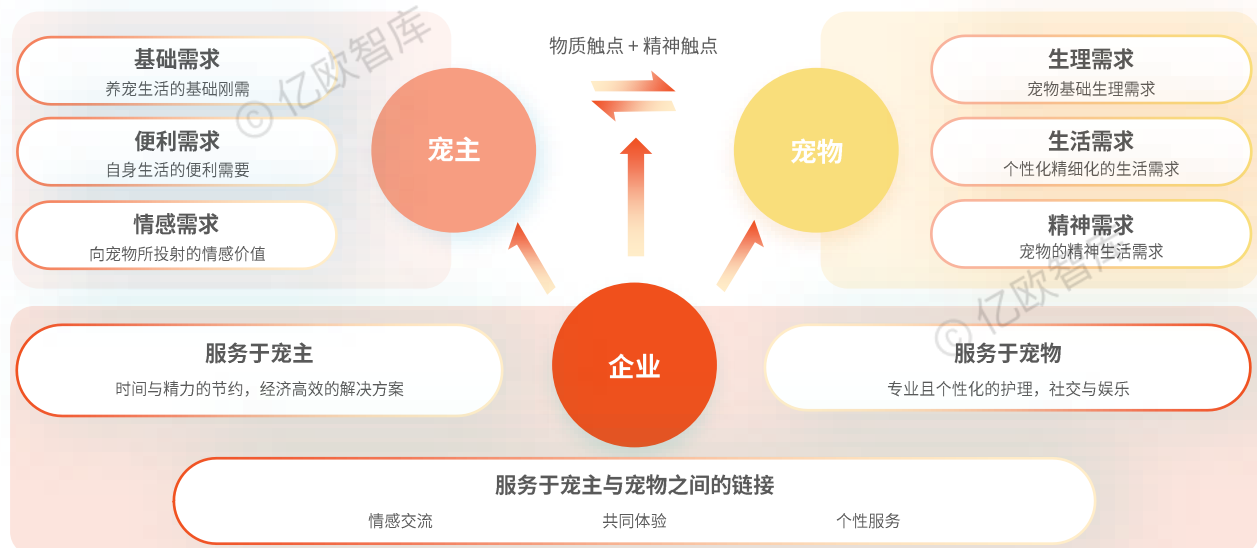 物质触点 + 精神触点
基础需求
养宠生活的基础刚需
便利需求
自身生活的便利需要
情感需求
向宠物所投射的情感价值
宠主
宠物
生理需求
宠物基础生理需求
生活需求
个性化精细化的生活需求
精神需求
宠物的精神生活需求
© 亿欧智库
© 亿欧智库
企业
服务于宠主
时间与精力的节约，经济高效的解决方案
服务于宠物
专业且个性化的护理，社交与娱乐
服务于宠主与宠物之间的链接
情感交流 共同体验 个性服务